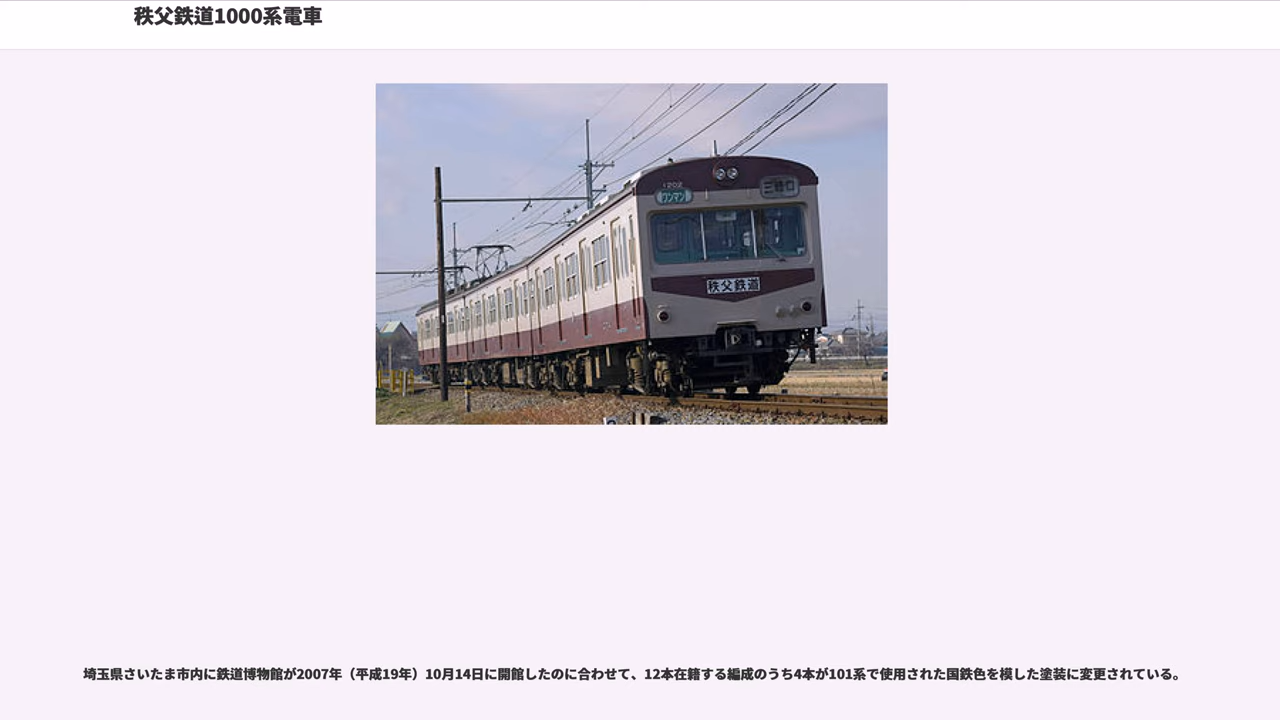 秩父鉄道1000系電車
1202
ワンマン
三峰口
秩父鉄道
埼玉県さいたま市内に鉄道博物館が2007年（平成19年）10月14日に開館したのに合わせて、12本在籍する編成のうち4本が101系で使用された国鉄色を模した塗装に変更されている。